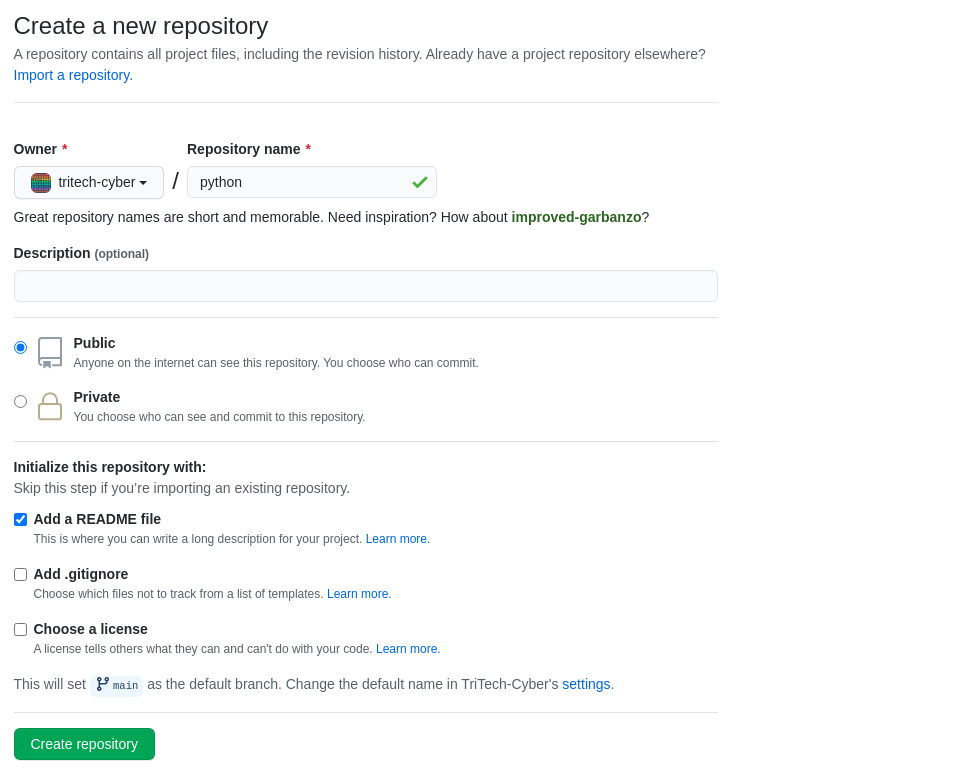 Create a new repository
A repository contains all project files, including the revision history. Already have a project repository elsewhere?
Import a repository.
Owner * Repository name *
tritech-cyber / python
Great repository names are short and memorable. Need inspiration? How about improved-garbanzo?
Description (optional)
Public
Anyone on the internet can see this repository. You choose who can commit.
Private
You choose who can see and commit to this repository.
Initialize this repository with:
Skip this step if you’re importing an existing repository.
Add a README file
This is where you can write a long description for your project. Learn more.
Add .gitignore
Choose which files not to track from a list of templates. Learn more.
Choose a license
A license tells others what they can and can't do with your code. Learn more.
This will set main as the default branch. Change the default name in TriTech-Cyber's settings.
Create repository